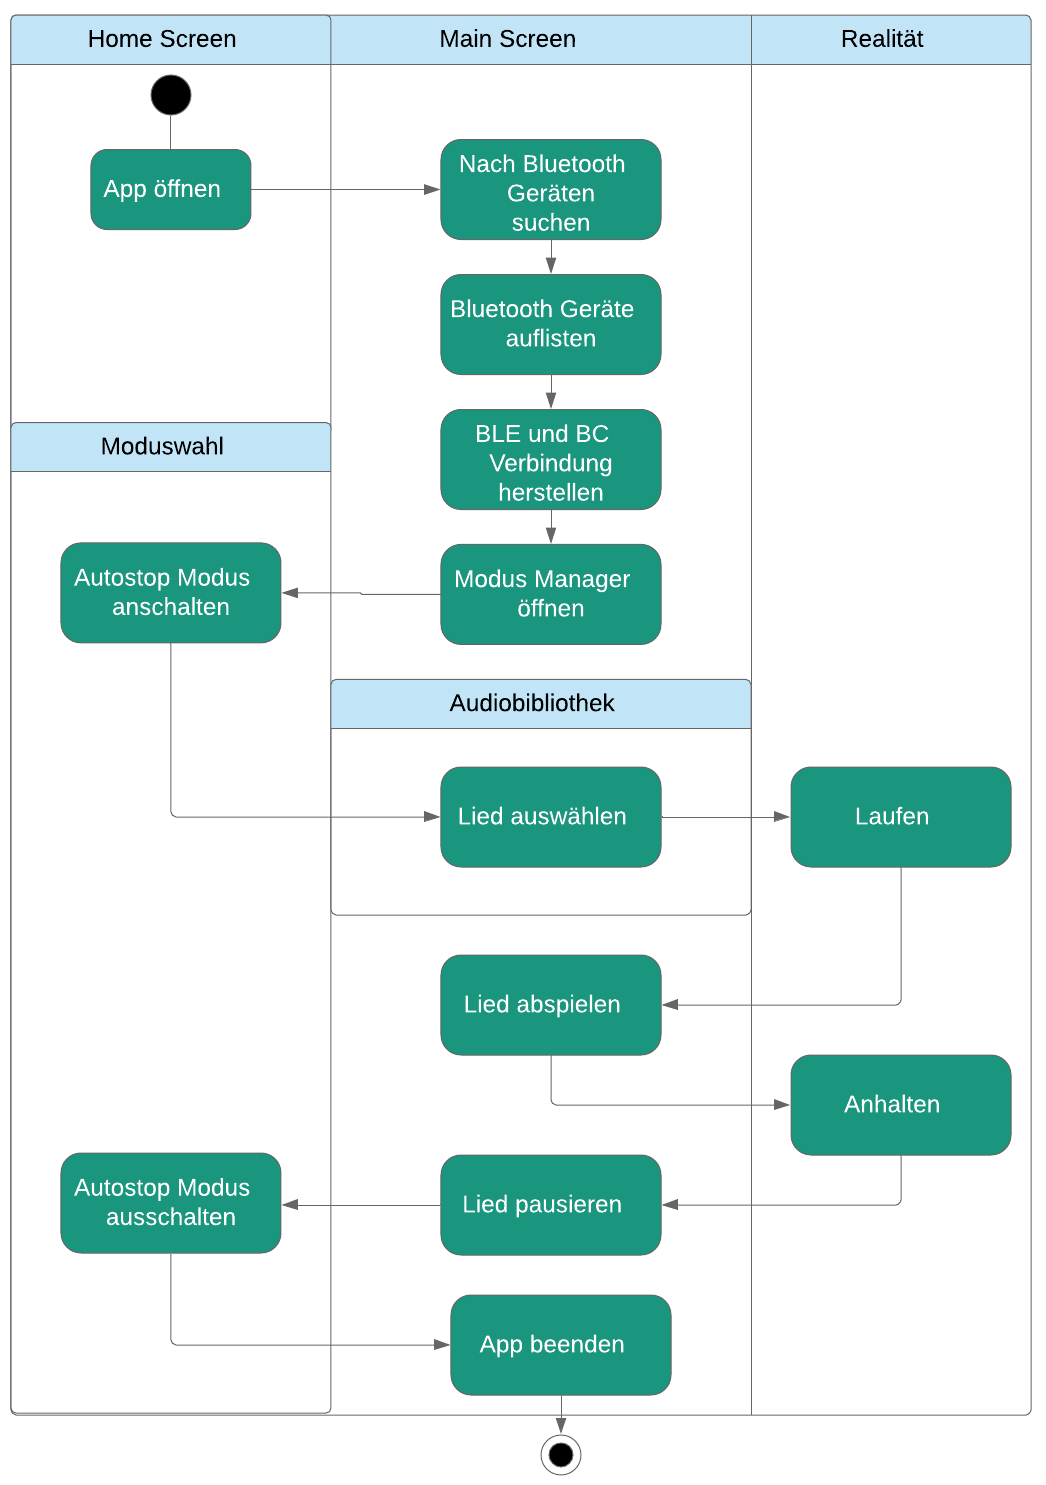 Home Screen
Main Screen
Realität
App öffnen
Nach Bluetooth
Geräten
suchen
Bluetooth Geräte
auflisten
BLE und BC
Verbindung
herstellen
Moduswahl
Autostop Modus
anschalten
Modus Manager
öffnen
Audiobibliothek
Lied auswählen
Laufen
Lied abspielen
Anhalten
Lied pausieren
Autostop Modus
ausschalten
App beenden